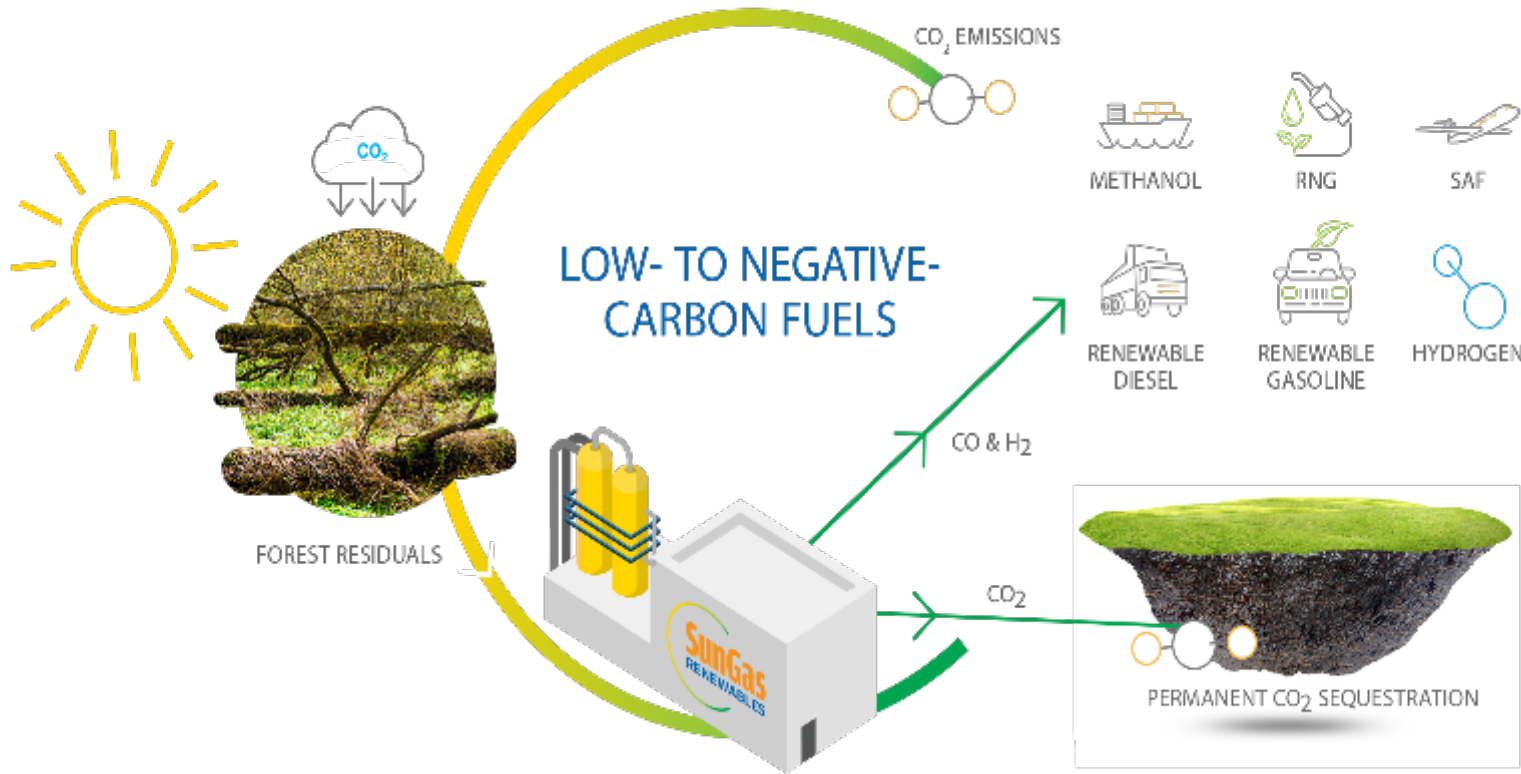 CO₂ EMISSIONS
CO₂
METHANOL
RNG
SAF
LOW- TO NEGATIVE-
CARBON FUELS
RENEWABLE
DIESEL
RENEWABLE
GASOLINE
HYDROGEN
CO & H₂
FOREST RESIDUALS
CO₂
SunGas
RENEWABLES
PERMANENT CO₂ SEQUESTRATION